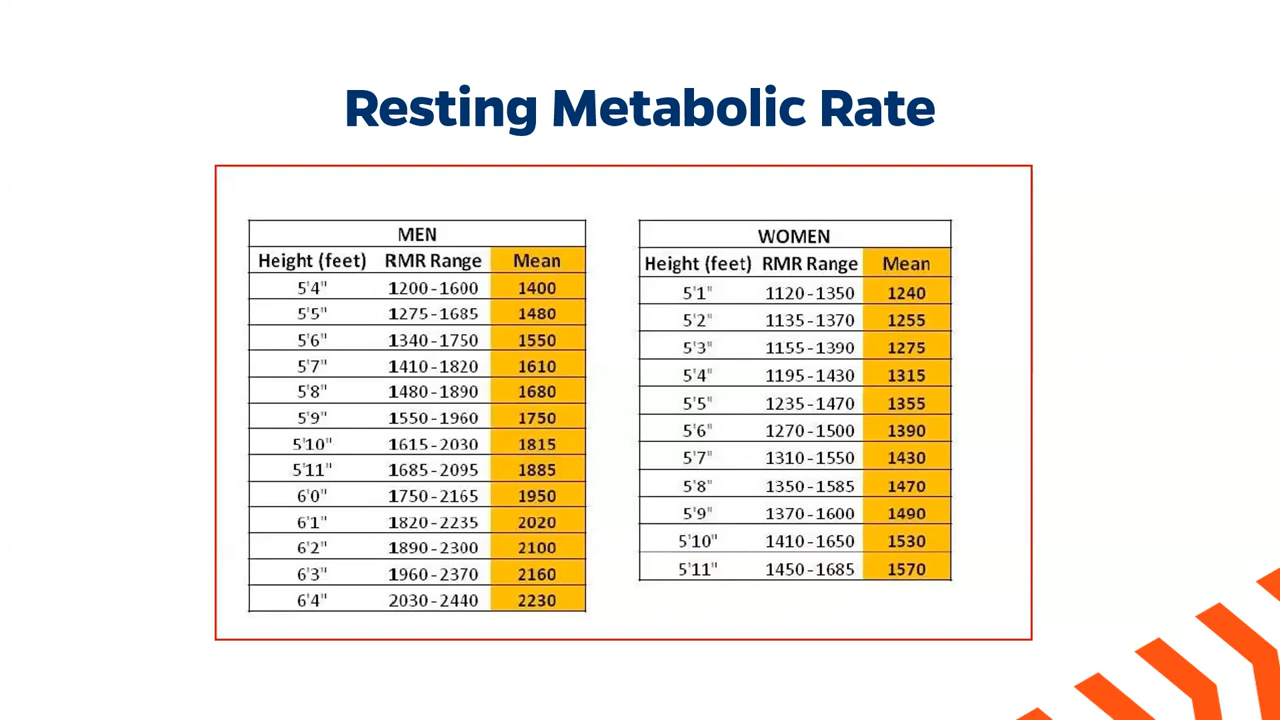 Resting Metabolic Rate
MEN
Height (feet) RMR Range Mean
5'4" 1200-1600 1400
5'5" 1275-1685 1480
5'6" 1340-1750 1550
5'7" 1410-1820 1610
5'8" 1480-1890 1680
5'9" 1550-1960 1750
5'10" 1615-2030 1815
5'11" 1685-2095 1885
6'0" 1750-2165 1950
6'1" 1820-2235 2020
6'2" 1890-2300 2100
6'3" 1960-2370 2160
6'4" 2030-2440 2230
WOMEN
Height (feet) RMR Range Mean
5'1" 1120-1350 1240
5'2" 1135-1370 1255
5'3" 1155-1390 1275
5'4" 1195-1430 1315
5'5" 1235-1470 1355
5'6" 1270-1500 1390
5'7" 1310-1550 1430
5'8" 1350-1585 1470
5'9" 1370-1600 1490
5'10" 1410-1650 1530
5'11" 1450-1685 1570